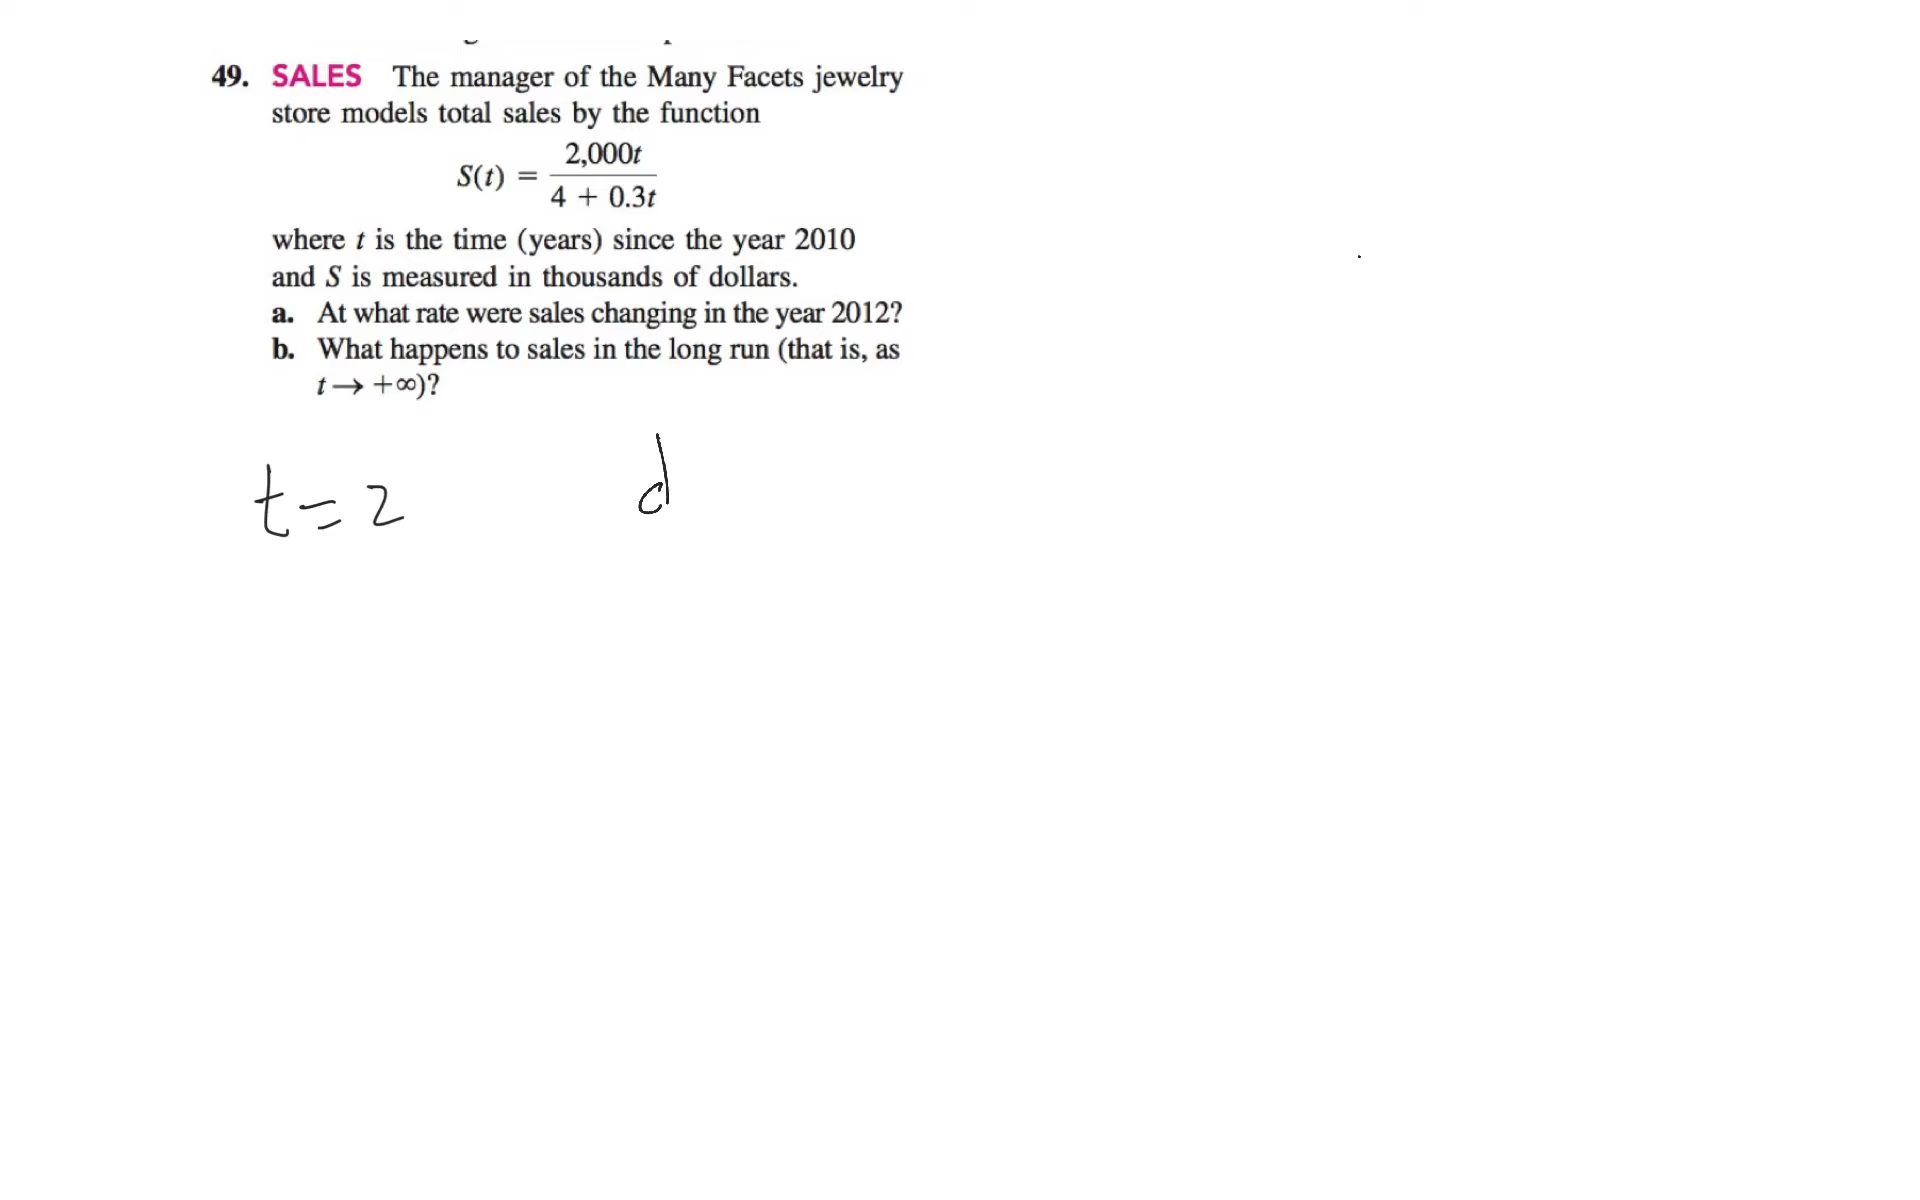 49. SALES The manager of the Many Facets jewelry
store models total sales by the function
S(t) = 2,000t / 4 + 0.3t
where t is the time (years) since the year 2010
and S is measured in thousands of dollars.
a. At what rate were sales changing in the year 2012?
b. What happens to sales in the long run (that is, as
t → +∞)?
t = 2 d